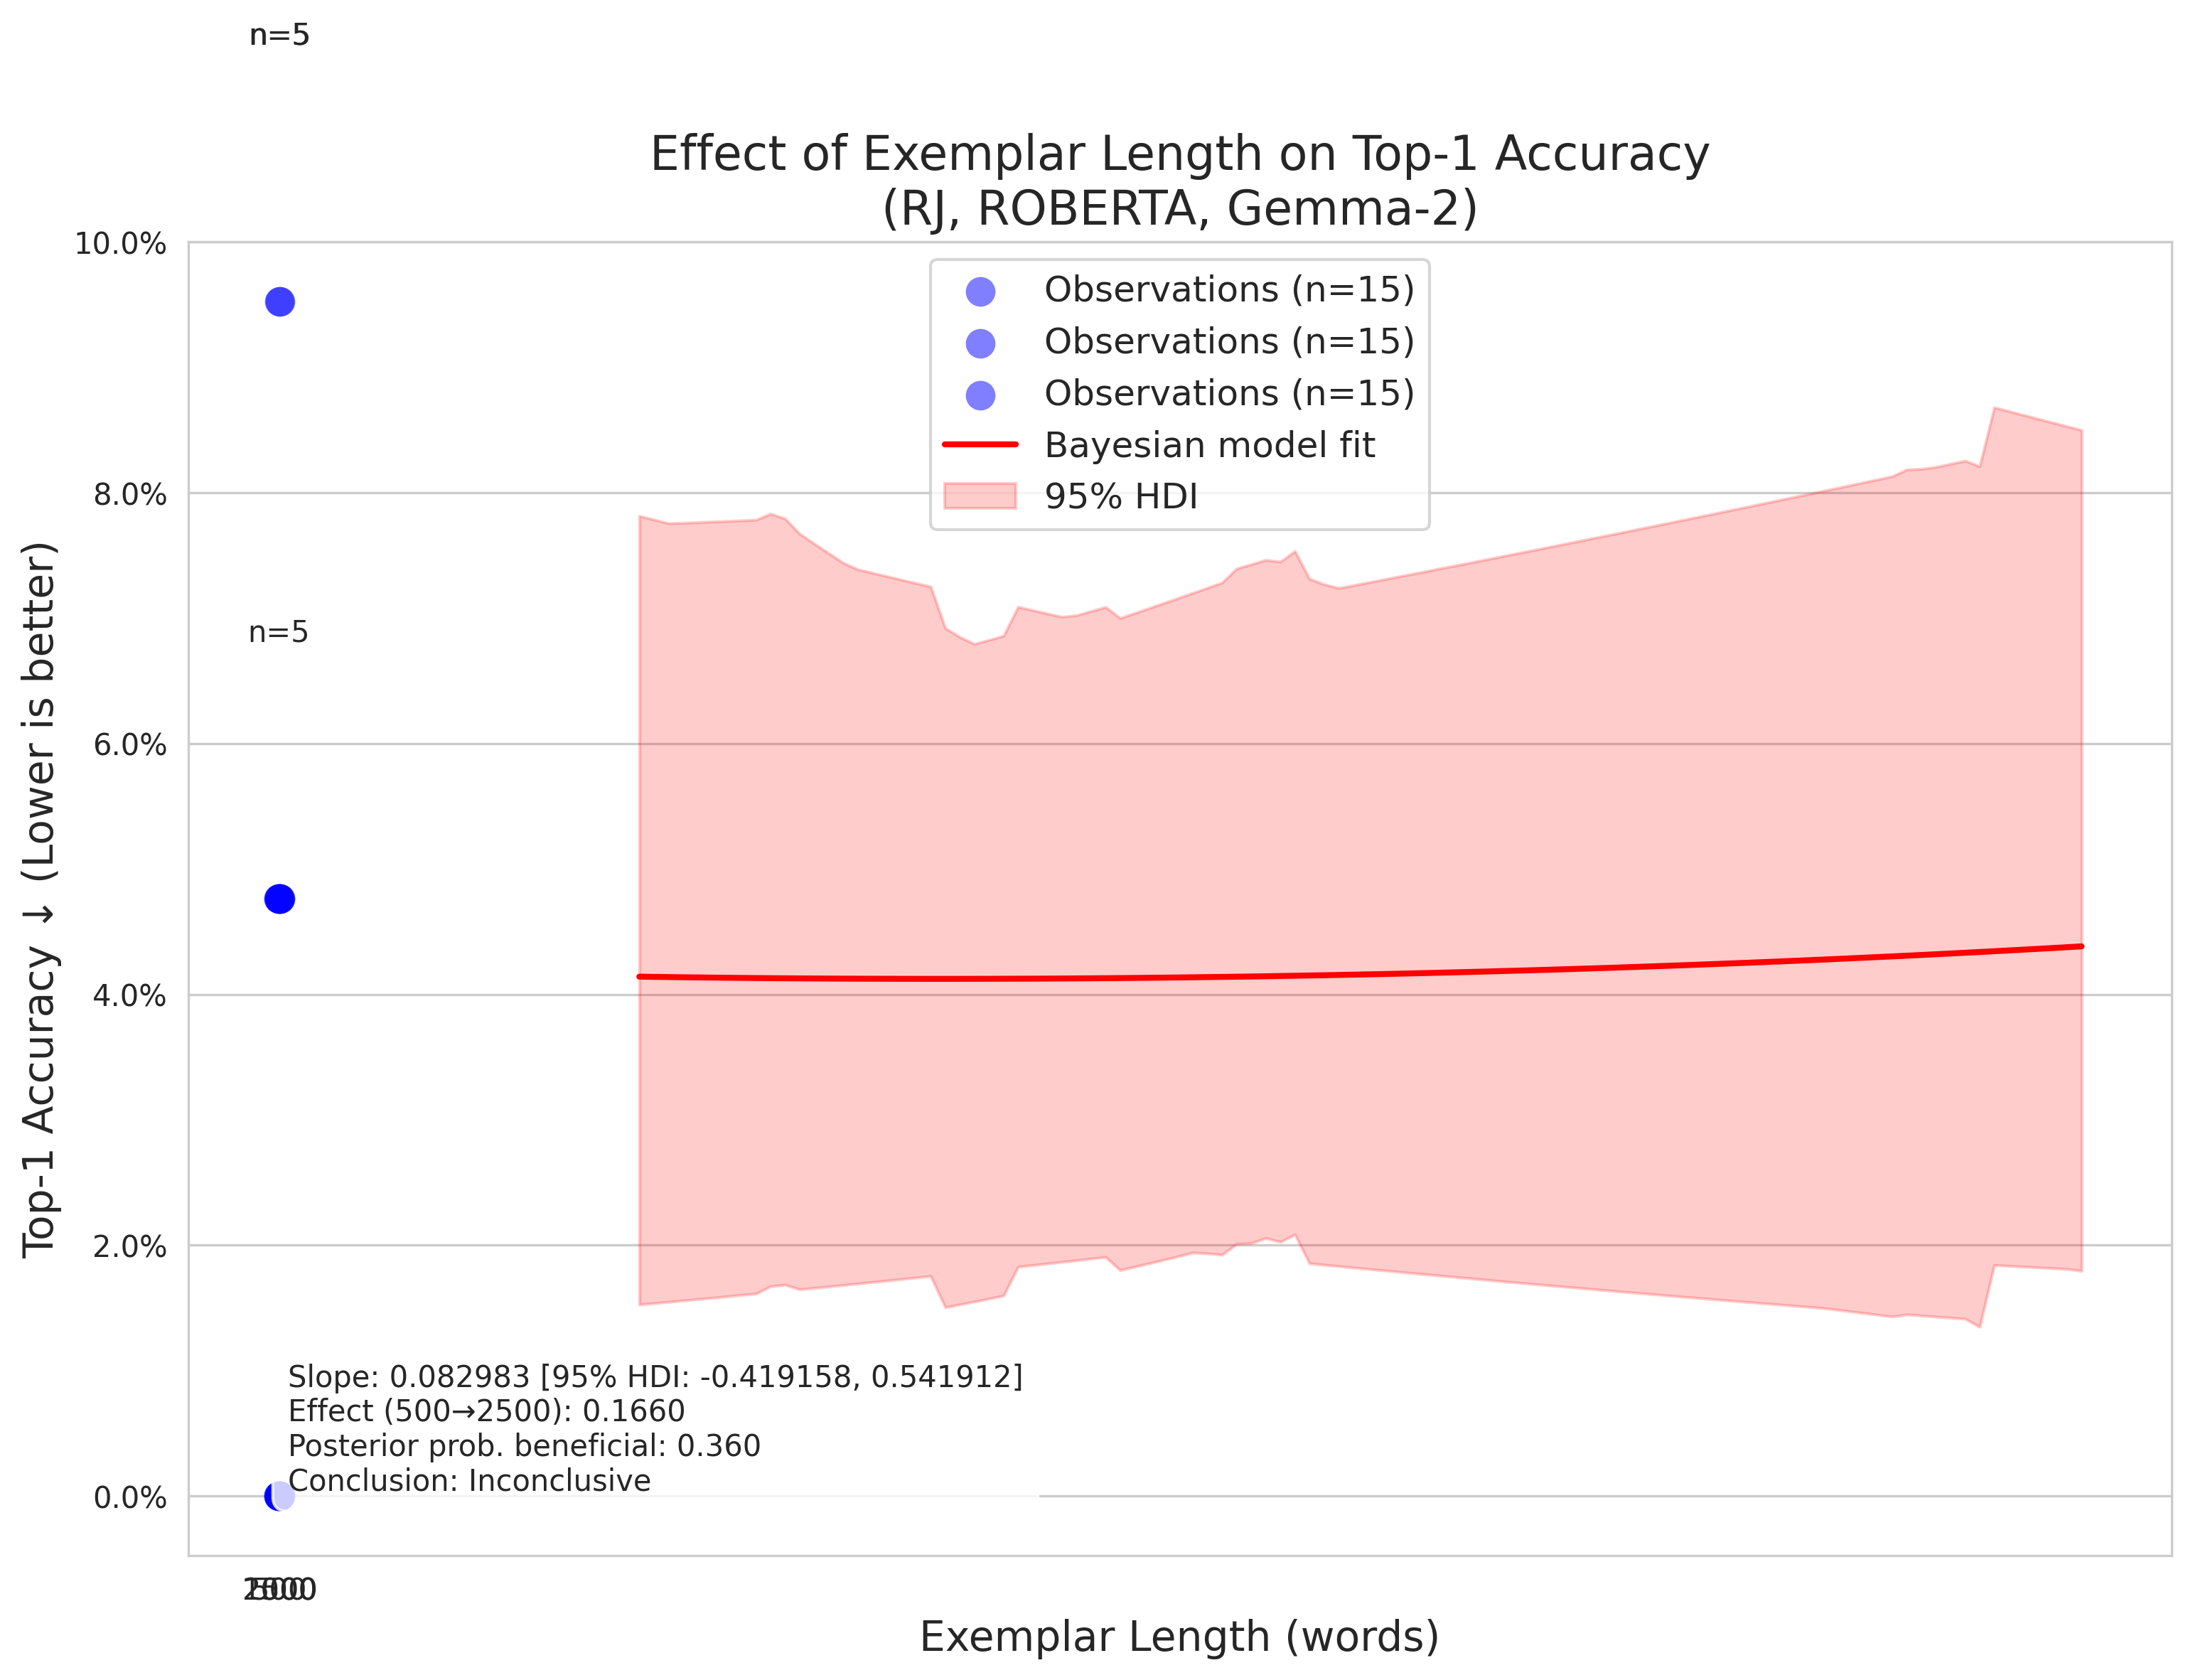 n=5
Effect of Exemplar Length on Top-1 Accuracy
(RJ, ROBERTA, Gemma-2)
10.0%
8.0%
6.0%
4.0%
2.0%
0.0%
Top-1 Accuracy ↓ (Lower is better)
Observations (n=15)
Observations (n=15)
Observations (n=15)
Bayesian model fit
95% HDI
n=5
Slope: 0.082983 [95% HDI: -0.419158, 0.541912]
Effect (500→2500): 0.1660
Posterior prob. beneficial: 0.360
Conclusion: Inconclusive
Exemplar Length (words)